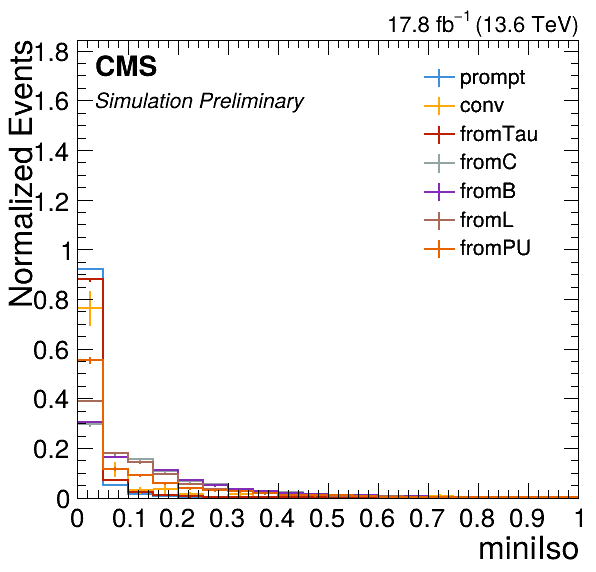 17.8 fb⁻¹ (13.6 TeV)
CMS
Simulation Preliminary
prompt
conv
fromTau
fromC
fromB
fromL
fromPU
Normalized Events
1.8
1.6
1.4
1.2
1
0.8
0.6
0.4
0.2
0
0 0.1 0.2 0.3 0.4 0.5 0.6 0.7 0.8 0.9 1
miniIso